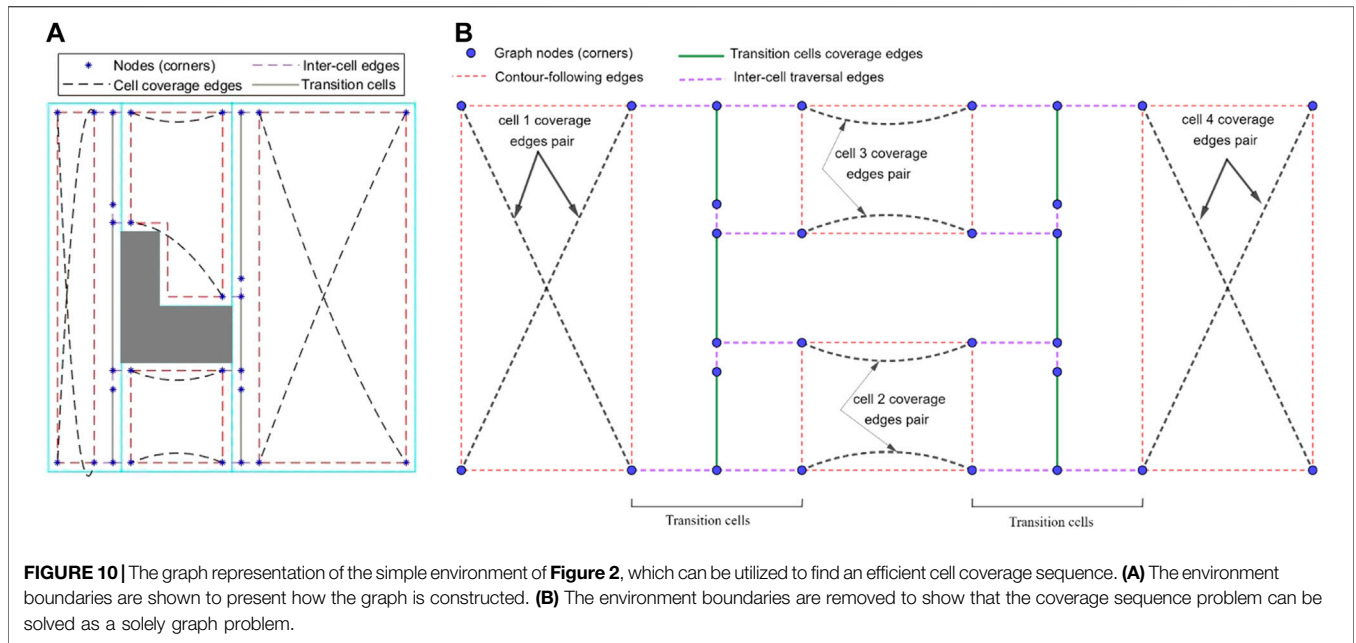 A
Nodes (corners)
Inter-cell edges
Cell coverage edges
Transition cells
B
Graph nodes (corners)
Transition cells coverage edges
Contour-following edges
Inter-cell traversal edges
cell 1 coverage
edges pair
cell 3 coverage
edges pair
cell 4 coverage
edges pair
cell 2 coverage
edges pair
Transition cells
Transition cells
FIGURE 10 | The graph representation of the simple environment of Figure 2, which can be utilized to find an efficient cell coverage sequence. (A) The environment
boundaries are shown to present how the graph is constructed. (B) The environment boundaries are removed to show that the coverage sequence problem can be
solved as a solely graph problem.